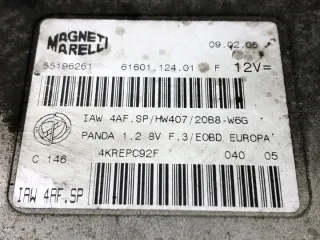 MAGNETI
MARELLI
09.02.05
55196261 61601.124.01 F 12V=
IAW 4AF.SP/HW407/20B8-W6G
PANDA 1.2 8V F.3/EOBD EUROPA
C 146 4KREPC92F 040 05
IAW 4AF.SP